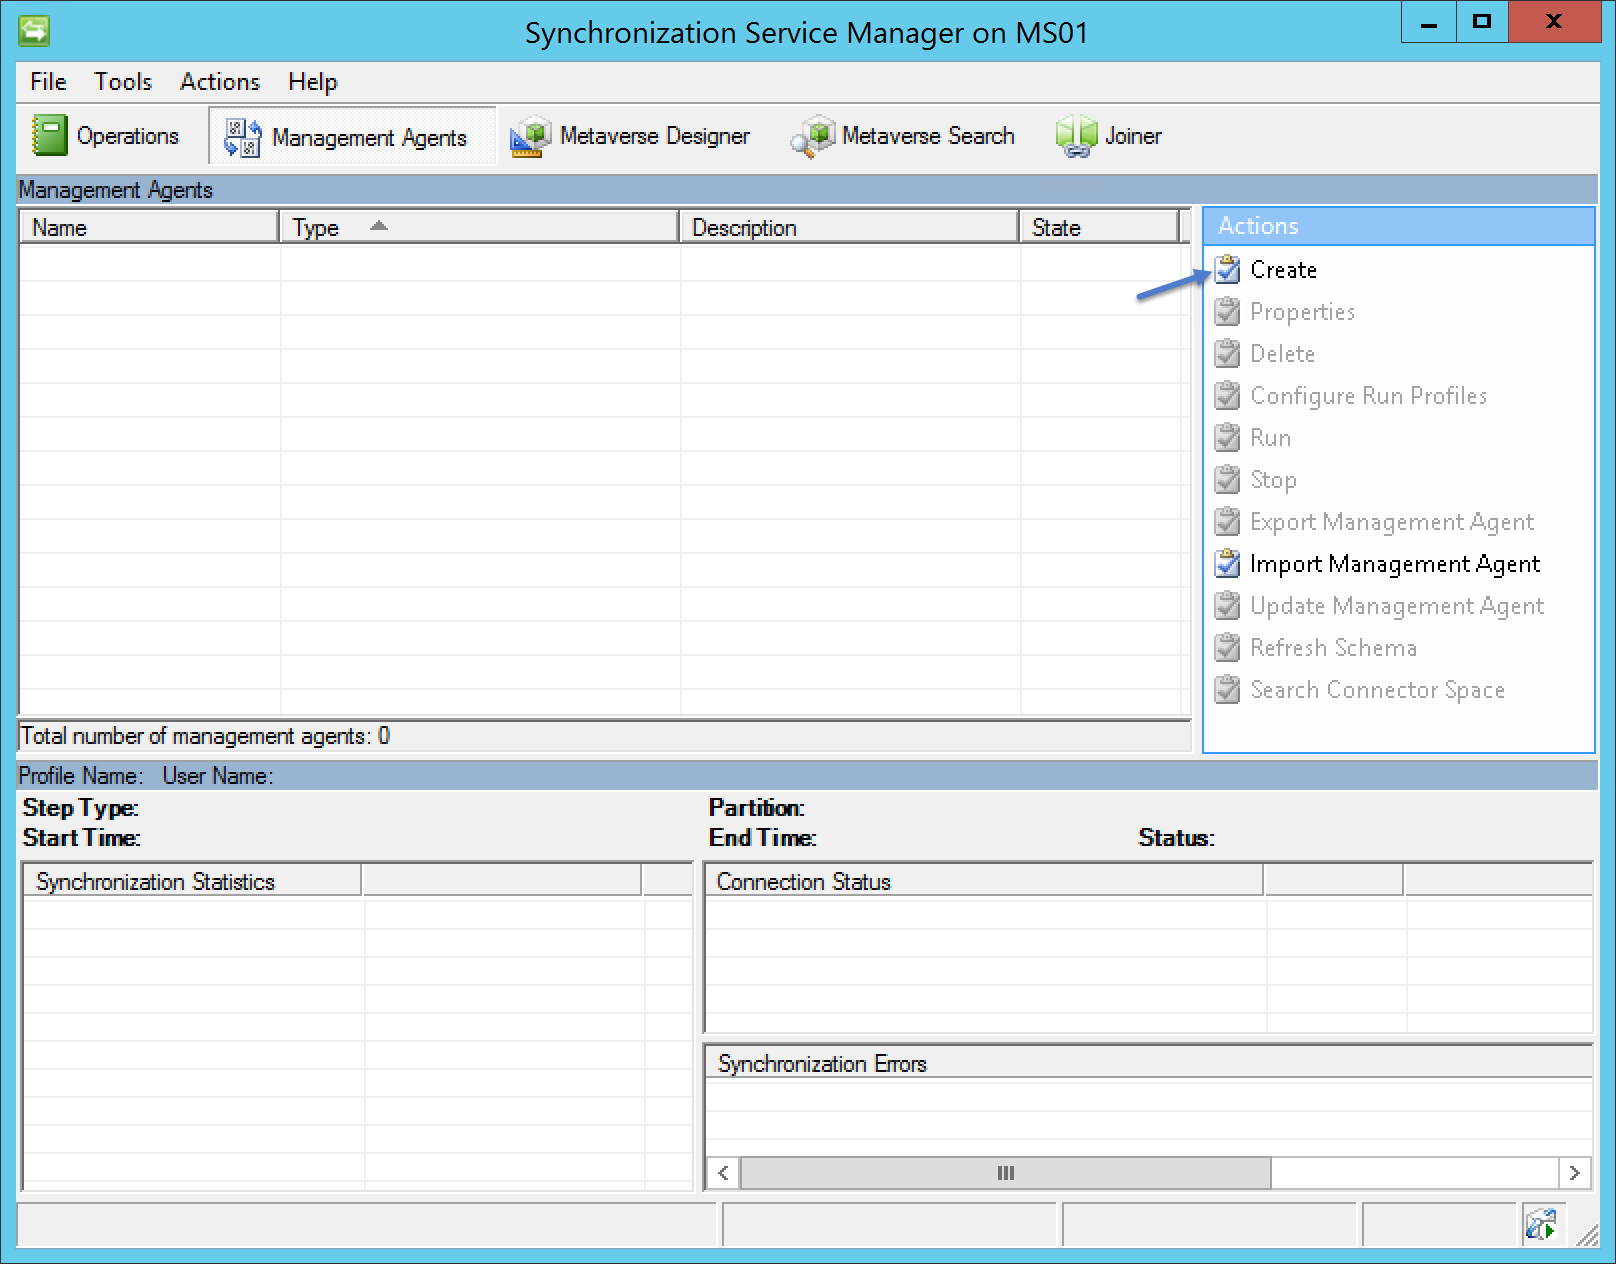 Synchronization Service Manager on MS01
File Tools Actions Help
Operations Management Agents Metaverse Designer Metaverse Search Joiner
Management Agents
Name Type Description State
Actions
Create
Properties
Delete
Configure Run Profiles
Run
Stop
Export Management Agent
Import Management Agent
Update Management Agent
Refresh Schema
Search Connector Space
Total number of management agents: 0
Profile Name: User Name:
Step Type: Partition:
Start Time: End Time: Status:
Synchronization Statistics Connection Status
Synchronization Errors